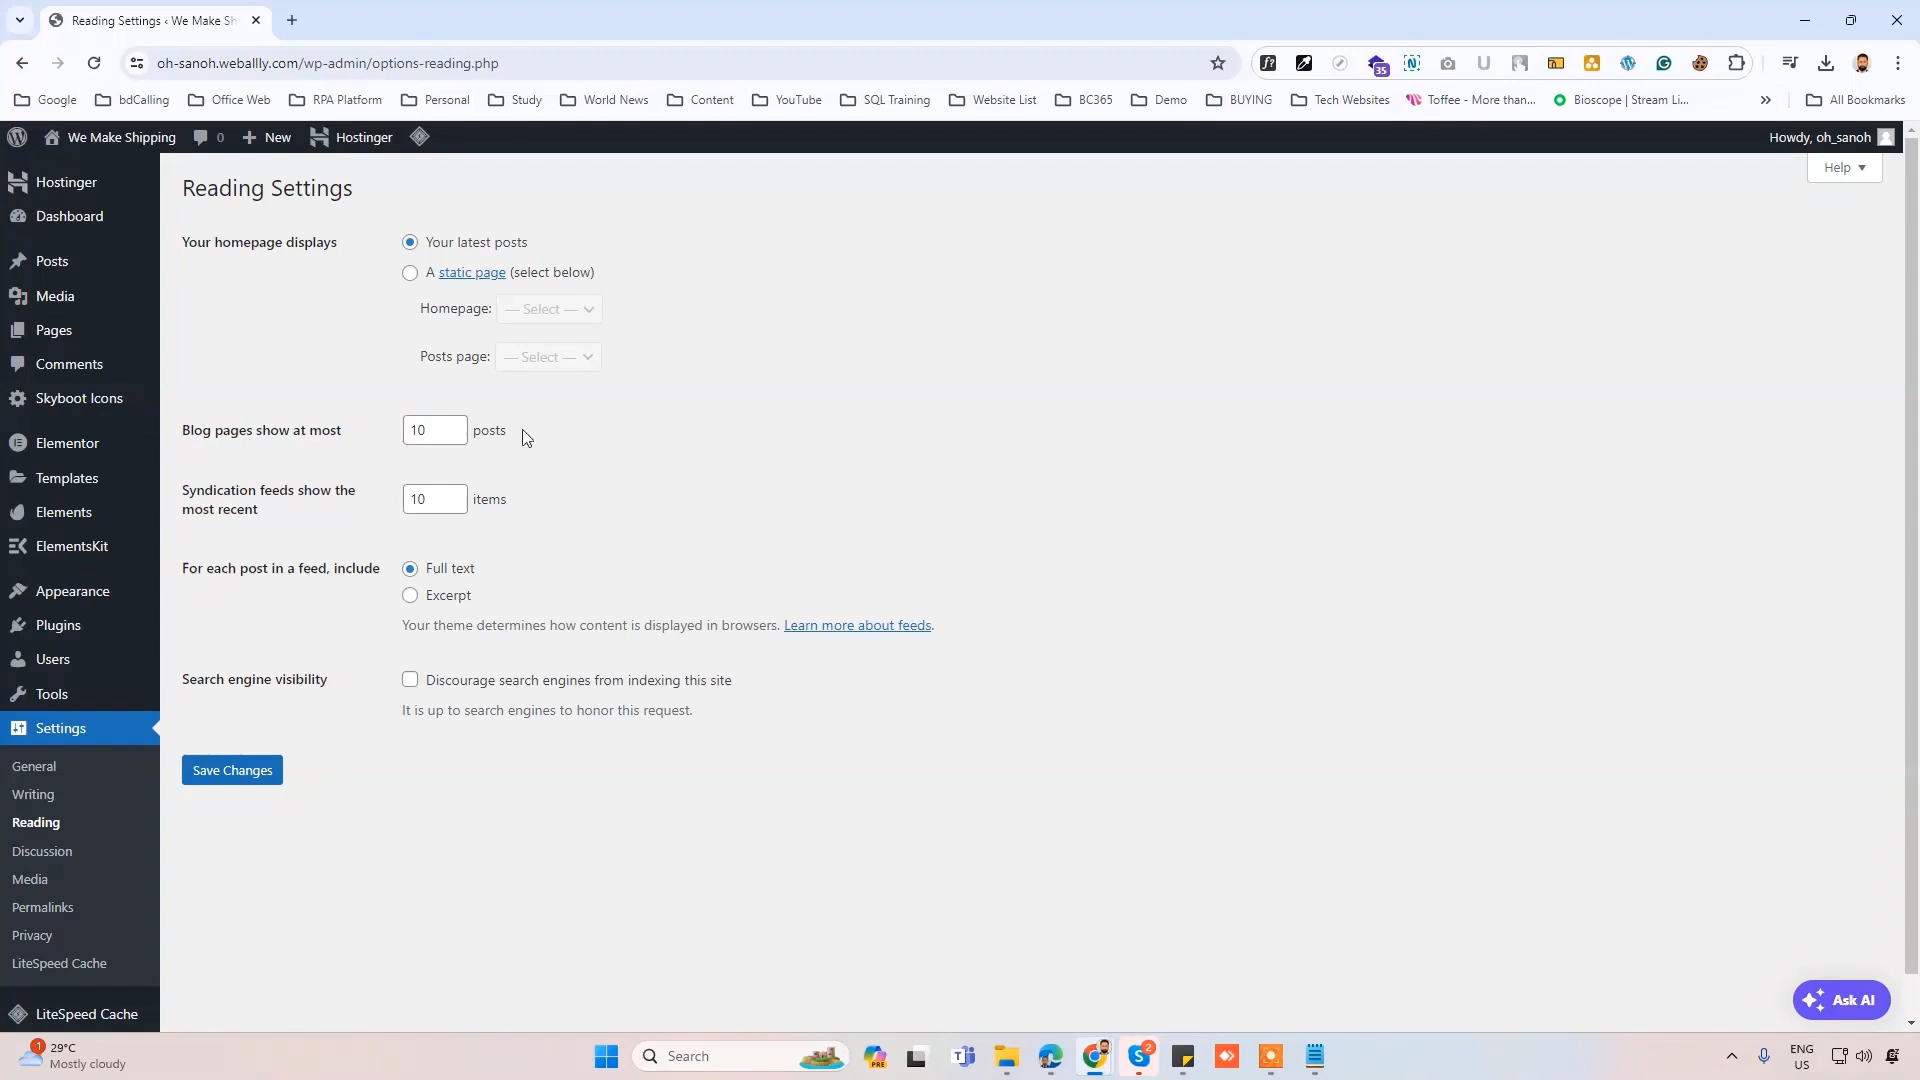 Reading Settings ‹ We Make Sh
oh-sanoh.weballly.com/wp-admin/options-reading.php
35
Google
bdCalling
Office Web
RPA Platform
Personal
Study
World News
Content
YouTube
SQL Training
Website List
BC365
Demo
BUYING
Tech Websites
Toffee - More than...
Bioscope | Stream Li...
All Bookmarks
We Make Shipping
0
New
Hostinger
Howdy, oh_sanoh
Help
Hostinger
Dashboard
Posts
Media
Pages
Comments
Skyboot Icons
Elementor
Templates
Elements
ElementsKit
Appearance
Plugins
Users
Tools
Settings
General
Writing
Reading
Discussion
Media
Permalinks
Privacy
LiteSpeed Cache
LiteSpeed Cache
Reading Settings
Your homepage displays
Your latest posts
A static page (select below)
Homepage: — Select —
Posts page: — Select —
Blog pages show at most 10 posts
Syndication feeds show the
most recent
10 items
For each post in a feed, include
Full text
Excerpt
Your theme determines how content is displayed in browsers. Learn more about feeds.
Search engine visibility
Discourage search engines from indexing this site
It is up to search engines to honor this request.
Save Changes
Ask AI
1
29°C
Mostly cloudy
Search
PRE
2
ENG
US